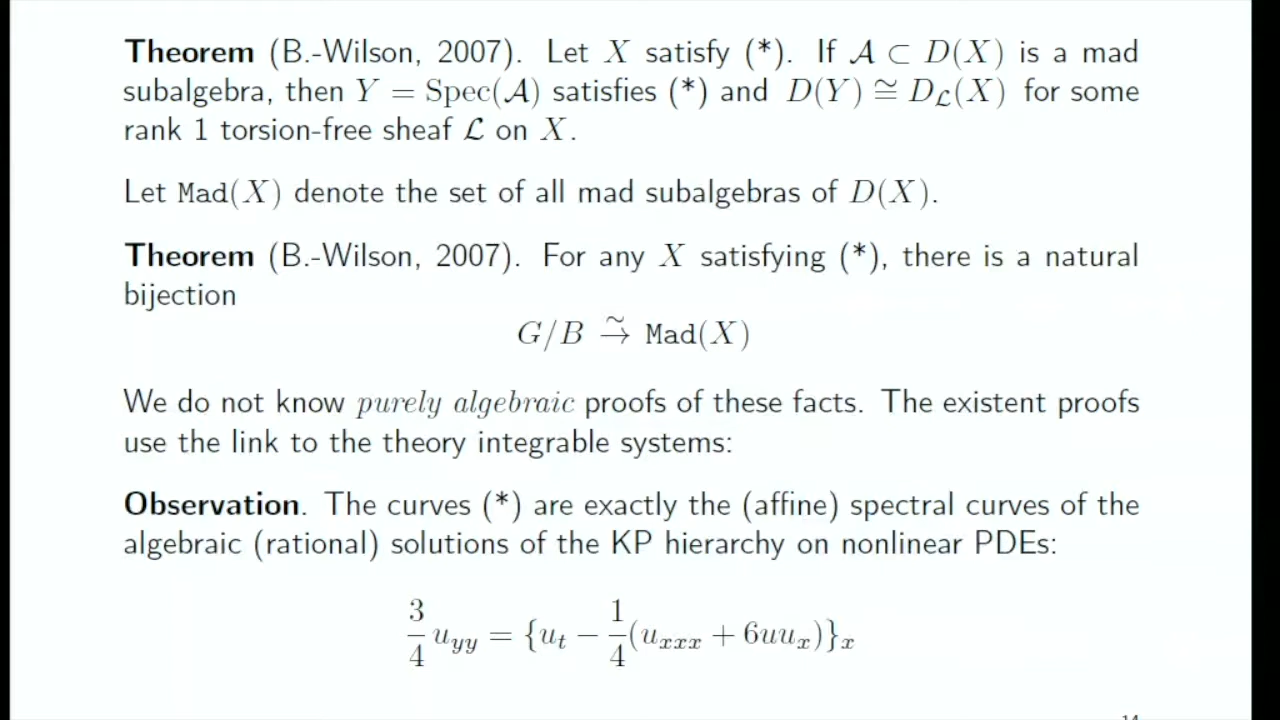 Theorem (B.-Wilson, 2007). Let X satisfy (*). If 𝒜 ⊂ D(X) is a mad
subalgebra, then Y = Spec(𝒜) satisfies (*) and D(Y) ≅ D_ℒ(X) for some
rank 1 torsion-free sheaf ℒ on X.
Let Mad(X) denote the set of all mad subalgebras of D(X).
Theorem (B.-Wilson, 2007). For any X satisfying (*), there is a natural
bijection
G/B →̃ Mad(X)
We do not know purely algebraic proofs of these facts. The existent proofs
use the link to the theory integrable systems:
Observation. The curves (*) are exactly the (affine) spectral curves of the
algebraic (rational) solutions of the KP hierarchy on nonlinear PDEs:
3/4 u_yy = {u_t − 1/4(u_xxx + 6uu_x)}_x